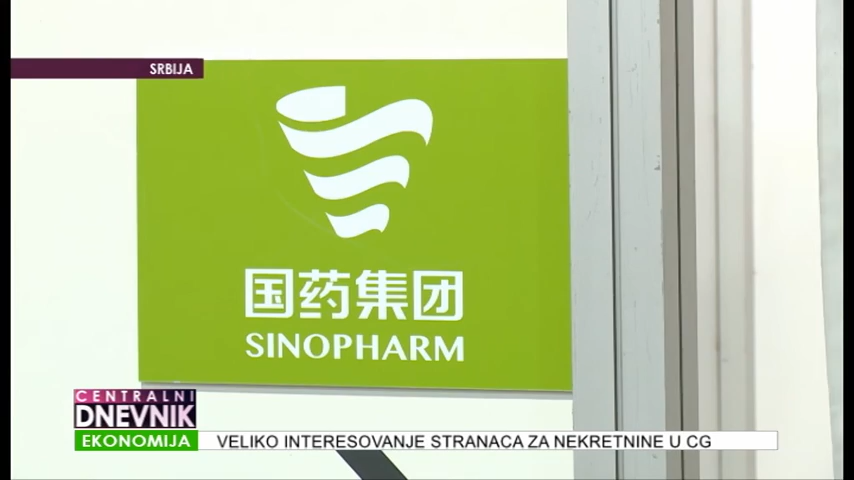 SRBIJA
国药集团
SINOPHARM
CENTRALNI
DNEVNIK
EKONOMIJA
VELIKO INTERESOVANJE STRANACA ZA NEKRETNINE U CG